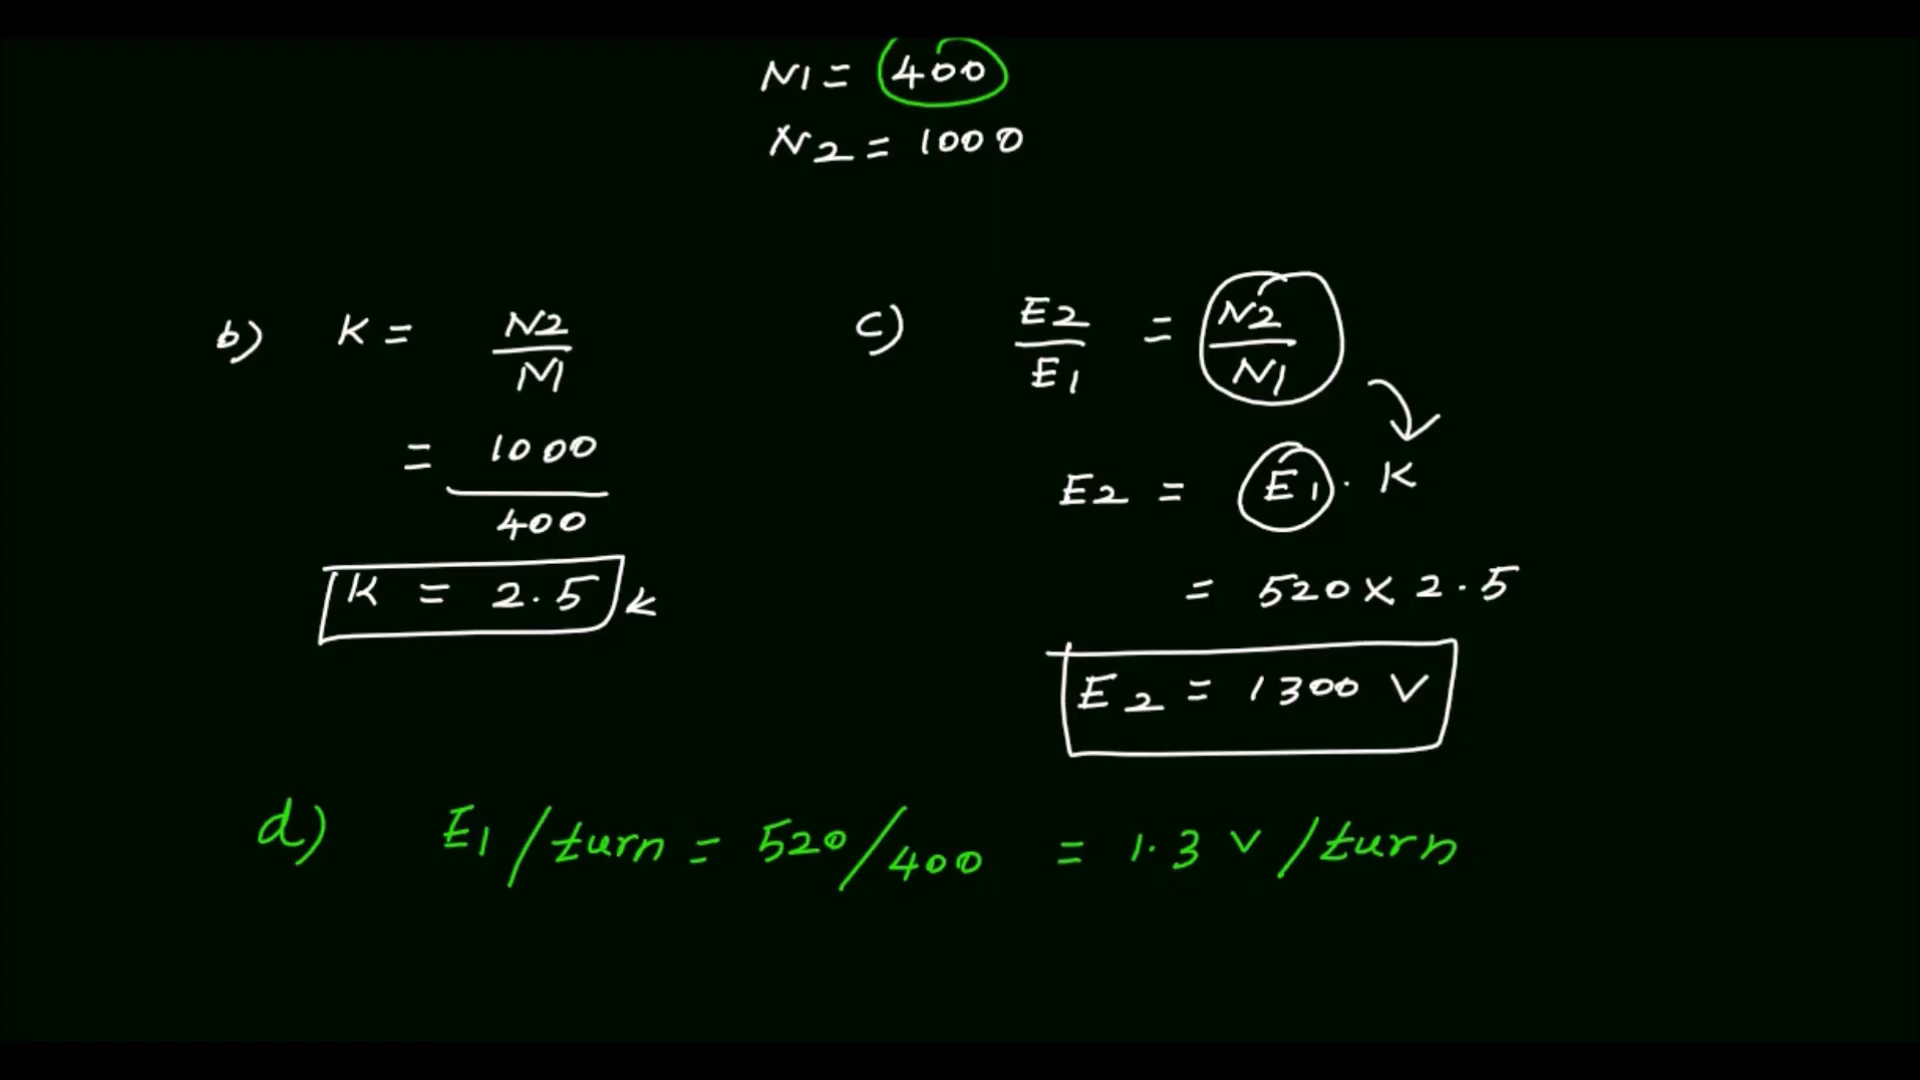 N1 = 400
N2 = 1000
b) K = N2/N1
= 1000/400
K = 2.5
c) E2/E1 = N2/N1
E2 = E1 . K
= 520 × 2.5
E2 = 1300 V
d) E1/turn = 520/400 = 1.3 V/turn